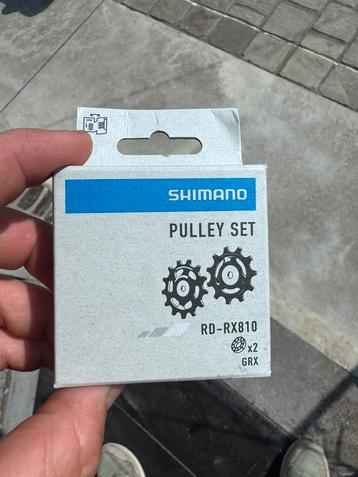 SHIMANO
PULLEY SET
RD-RX810
x2
GRX